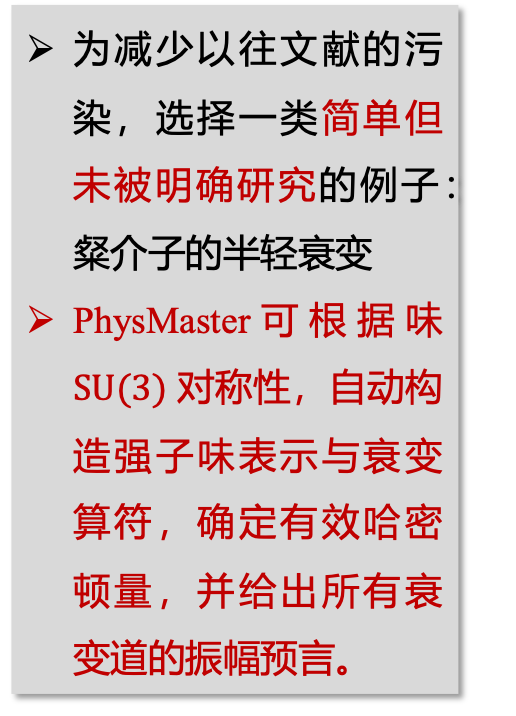 ➢ 为减少以往文献的污
染，选择一类简单但
未被明确研究的例子：
粲介子的半轻衰变
➢ PhysMaster 可根据味
SU(3) 对称性，自动构
造强子味表示与衰变
算符，确定有效哈密
顿量，并给出所有衰
变道的振幅预言。